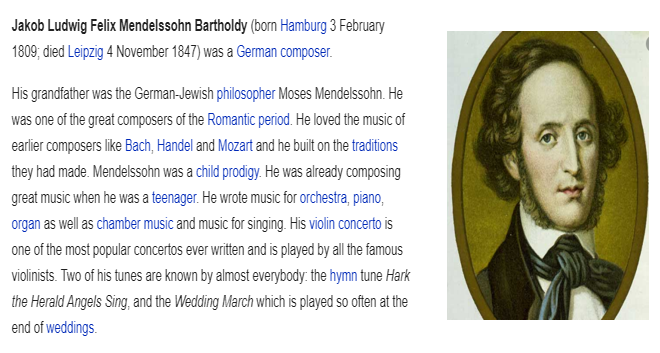 Jakob Ludwig Felix Mendelssohn Bartholdy (born Hamburg 3 February
1809; died Leipzig 4 November 1847) was a German composer.
His grandfather was the German-Jewish philosopher Moses Mendelssohn. He
was one of the great composers of the Romantic period. He loved the music of
earlier composers like Bach, Handel and Mozart and he built on the traditions
they had made. Mendelssohn was a child prodigy. He was already composing
great music when he was a teenager. He wrote music for orchestra, piano,
organ as well as chamber music and music for singing. His violin concerto is
one of the most popular concertos ever written and is played by all the famous
violinists. Two of his tunes are known by almost everybody: the hymn tune Hark
the Herald Angels Sing, and the Wedding March which is played so often at the
end of weddings.